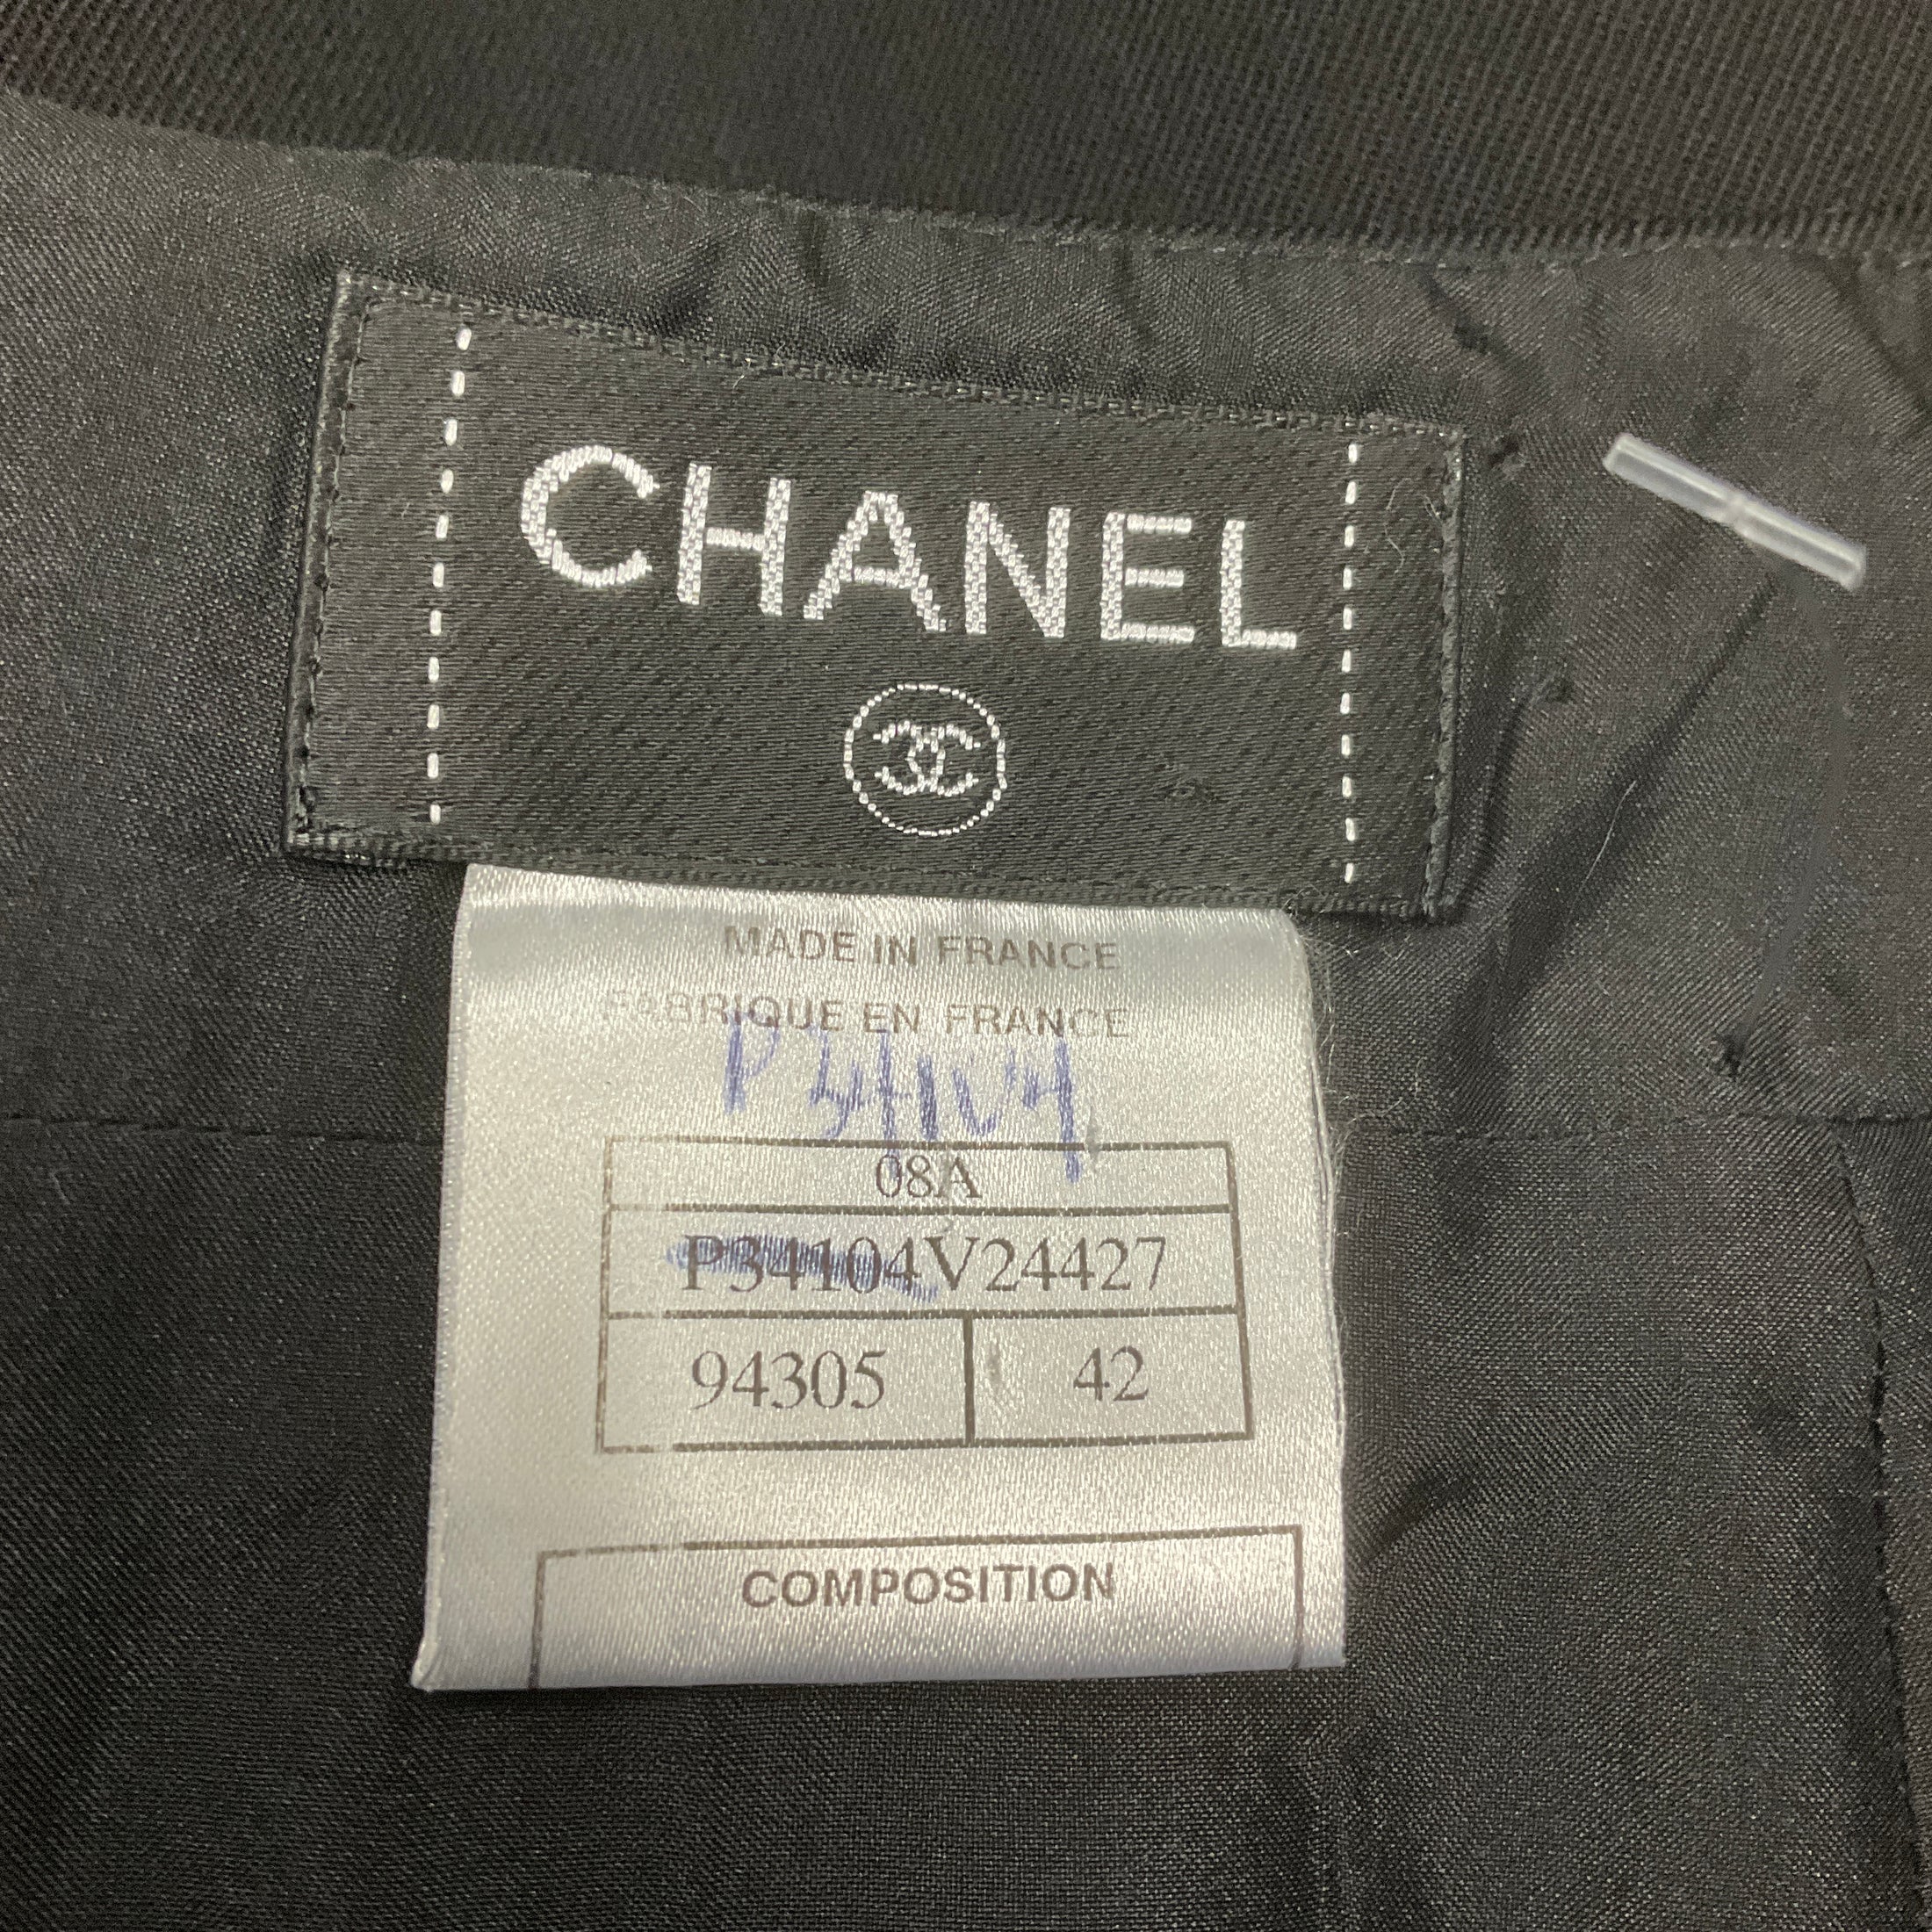 CHANEL
MADE IN FRANCE
FABRIQUE EN FRANCE
P34104
08A
P34104V24427
94305 42
COMPOSITION